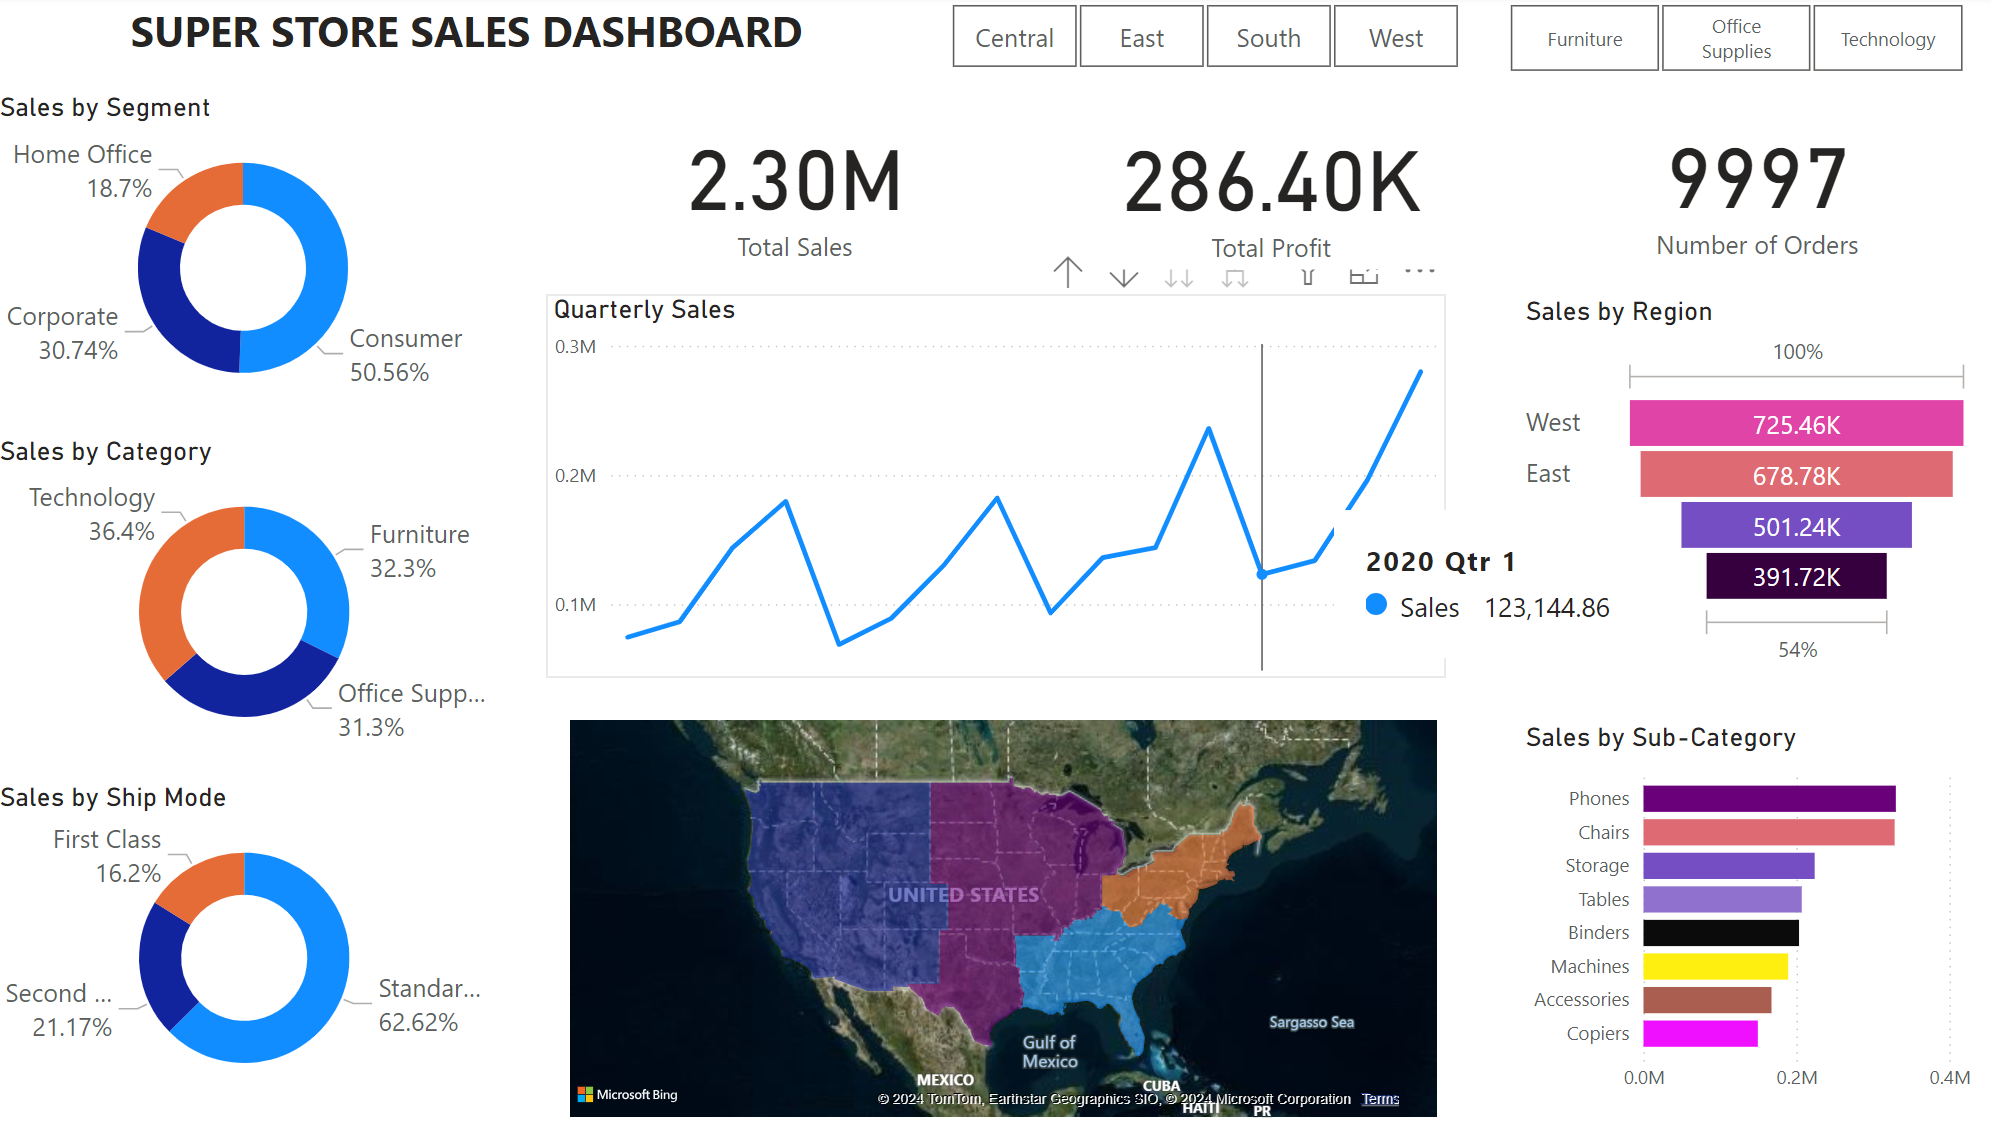 SUPER STORE SALES DASHBOARD
Central
East
South
West
Furniture
Office
Supplies
Technology
Sales by Segment
Home Office
18.7%
Corporate
30.74%
Consumer
50.56%
2.30M
Total Sales
286.40K
Total Profit
9997
Number of Orders
Quarterly Sales
0.3M
0.2M
0.1M
2020 Qtr 1
Sales 123,144.86
Sales by Region
100%
West
725.46K
East
678.78K
501.24K
391.72K
54%
Sales by Category
Technology
36.4%
Furniture
32.3%
Office Supp...
31.3%
Sales by Ship Mode
First Class
16.2%
Second ...
21.17%
Standar...
62.62%
UNITED STATES
Sargasso Sea
Gulf of
Mexico
MEXICO
CUBA
HAITI
PR
Microsoft Bing
© 2024 TomTom, Earthstar Geographics SIO, © 2024 Microsoft Corporation Terms
Sales by Sub-Category
Phones
Chairs
Storage
Tables
Binders
Machines
Accessories
Copiers
0.0M
0.2M
0.4M